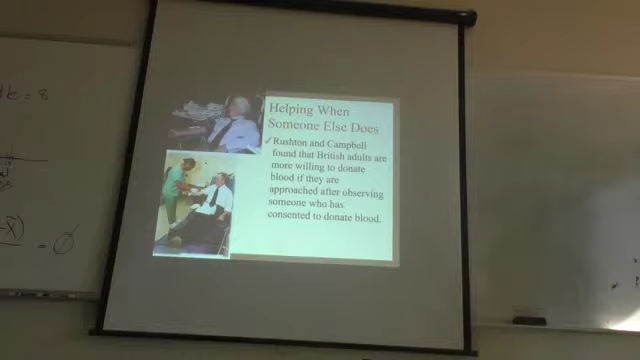 k = 8
Helping When
Someone Else Does
✓ Rushton and Campbell
found that British adults are
more willing to donate
blood if they are
approached after observing
someone who has
consented to donate blood.
= ∅